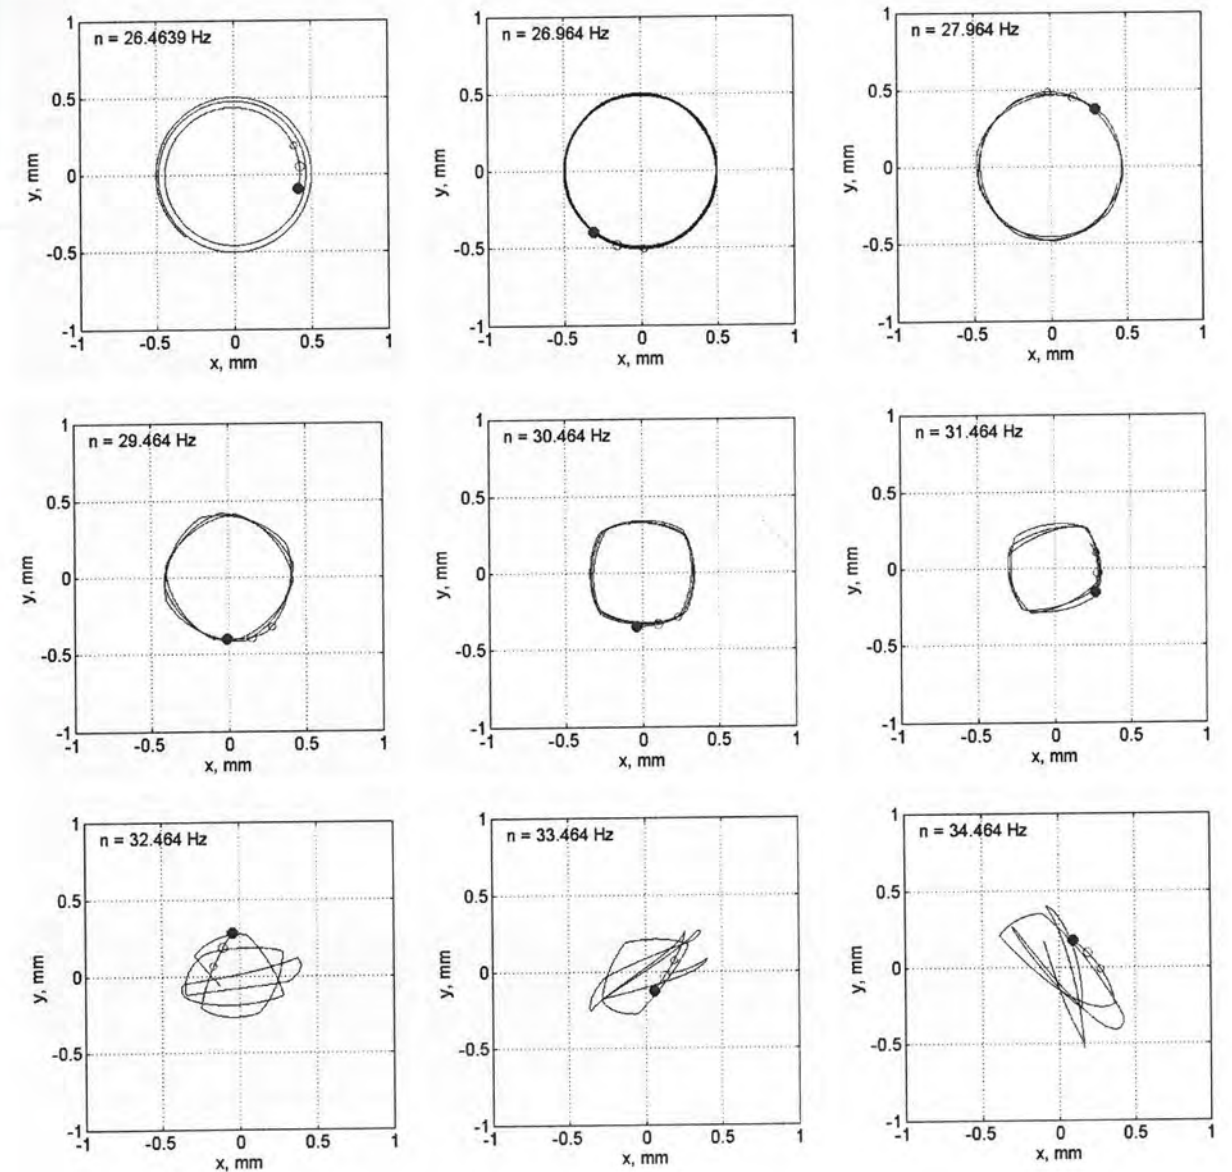 n = 26.4639 Hz
1
0.5
0
-0.5
-1
y, mm
-1 -0.5 0 0.5 1
x, mm
n = 26.964 Hz
1
0.5
0
-0.5
-1
y, mm
-1 -0.5 0 0.5 1
x, mm
n = 27.964 Hz
1
0.5
0
-0.5
-1
y, mm
-1 -0.5 0 0.5 1
x, mm
n = 29.464 Hz
1
0.5
0
-0.5
-1
y, mm
-1 -0.5 0 0.5 1
x, mm
n = 30.464 Hz
1
0.5
0
-0.5
-1
y, mm
-1 -0.5 0 0.5 1
x, mm
n = 31.464 Hz
1
0.5
0
-0.5
-1
y, mm
-1 -0.5 0 0.5 1
x, mm
n = 32.464 Hz
1
0.5
0
-0.5
-1
y, mm
-1 -0.5 0 0.5 1
x, mm
n = 33.464 Hz
1
0.5
0
-0.5
-1
y, mm
-1 -0.5 0 0.5 1
x, mm
n = 34.464 Hz
1
0.5
0
-0.5
-1
y, mm
-1 -0.5 0 0.5 1
x, mm